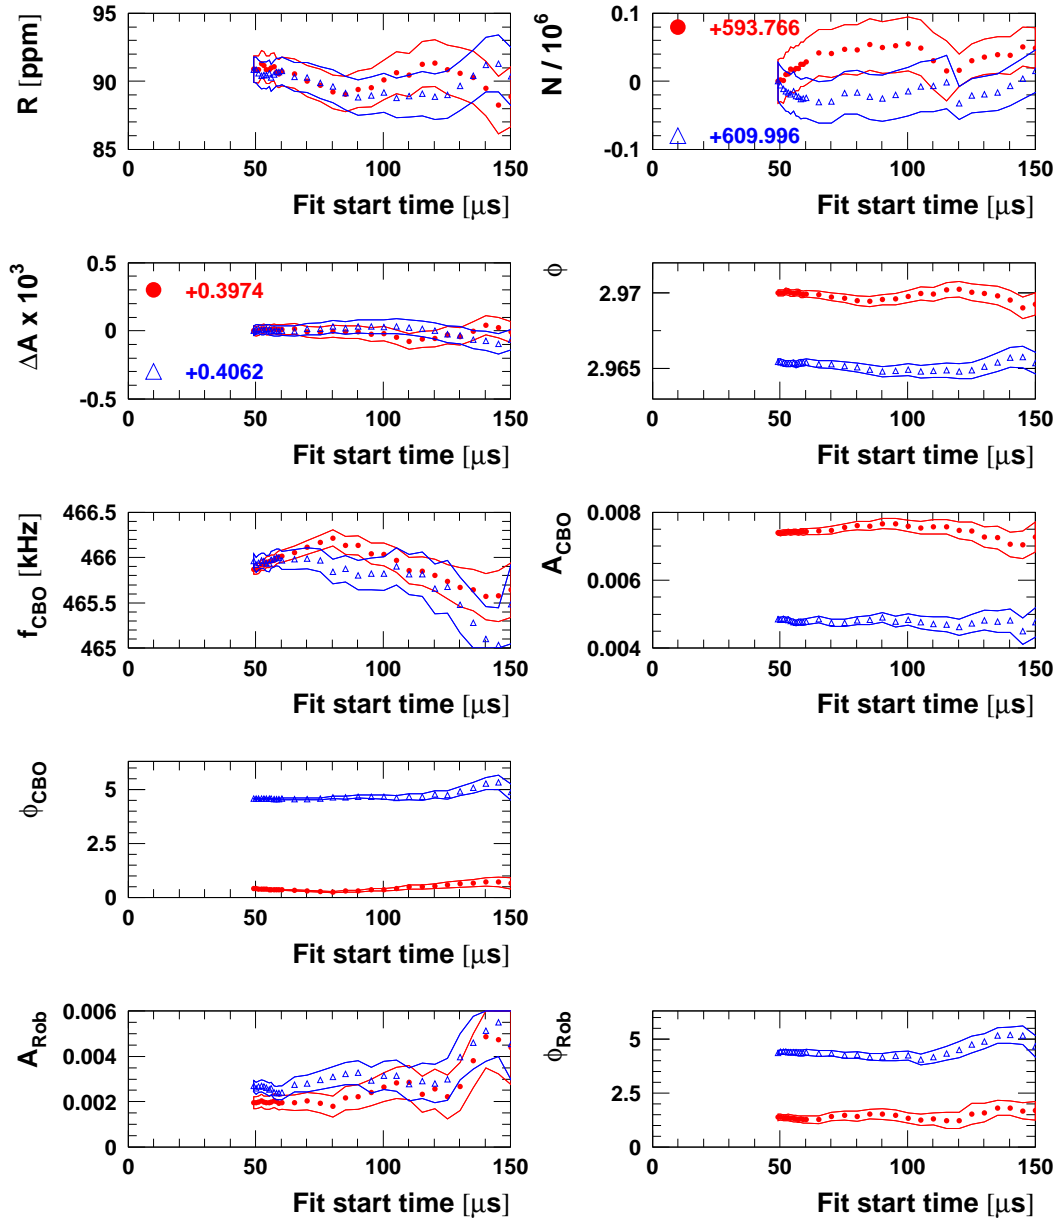 R [ppm]
95
90
85
0 50 100 150
Fit start time [μs]
N / 10^6
0.1
0
-0.1
+593.766
+609.996
0 50 100 150
Fit start time [μs]
ΔA x 10^3
0.5
0
-0.5
+0.3974
+0.4062
0 50 100 150
Fit start time [μs]
ϕ
2.97
2.965
0 50 100 150
Fit start time [μs]
f_CBO [kHz]
466.5
466
465.5
465
0 50 100 150
Fit start time [μs]
A_CBO
0.008
0.006
0.004
0 50 100 150
Fit start time [μs]
ϕ_CBO
5
2.5
0
0 50 100 150
Fit start time [μs]
A_Rob
0.006
0.004
0.002
0
0 50 100 150
Fit start time [μs]
ϕ_Rob
5
2.5
0
0 50 100 150
Fit start time [μs]